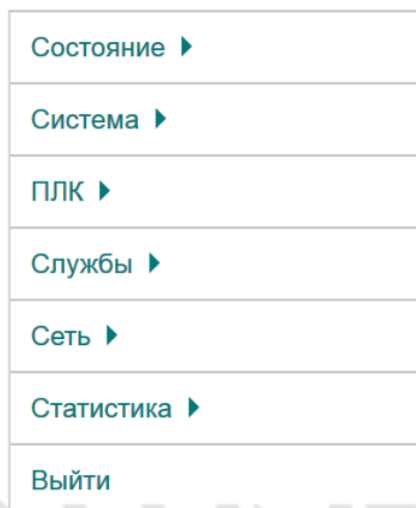 Состояние
Система
ПЛК
Службы
Сеть
Статистика
Выйти